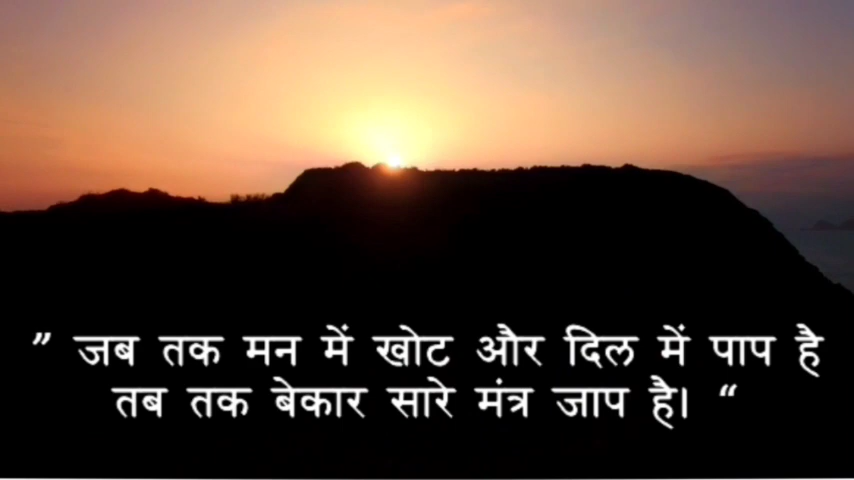 ” जब तक मन में खोट और दिल में पाप है
तब तक बेकार सारे मंत्र जाप है। “